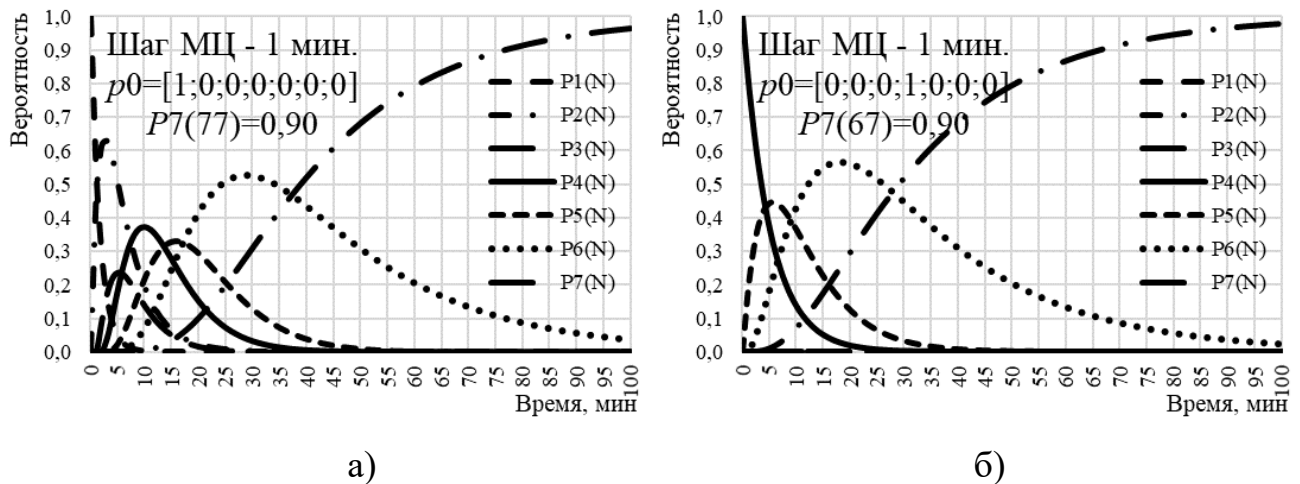 Вероятность
1,0
0,9
0,8
0,7
0,6
0,5
0,4
0,3
0,2
0,1
0,0
Шаг МЦ - 1 мин.
p0=[1;0;0;0;0;0;0]
P7(77)=0,90
P1(N)
P2(N)
P3(N)
P4(N)
P5(N)
P6(N)
P7(N)
0 5 10 15 20 25 30 35 40 45 50 55 60 65 70 75 80 85 90 95 100
Время, мин
а)
Вероятность
1,0
0,9
0,8
0,7
0,6
0,5
0,4
0,3
0,2
0,1
0,0
Шаг МЦ - 1 мин.
p0=[0;0;0;1;0;0;0]
P7(67)=0,90
P1(N)
P2(N)
P3(N)
P4(N)
P5(N)
P6(N)
P7(N)
0 5 10 15 20 25 30 35 40 45 50 55 60 65 70 75 80 85 90 95 100
Время, мин
б)